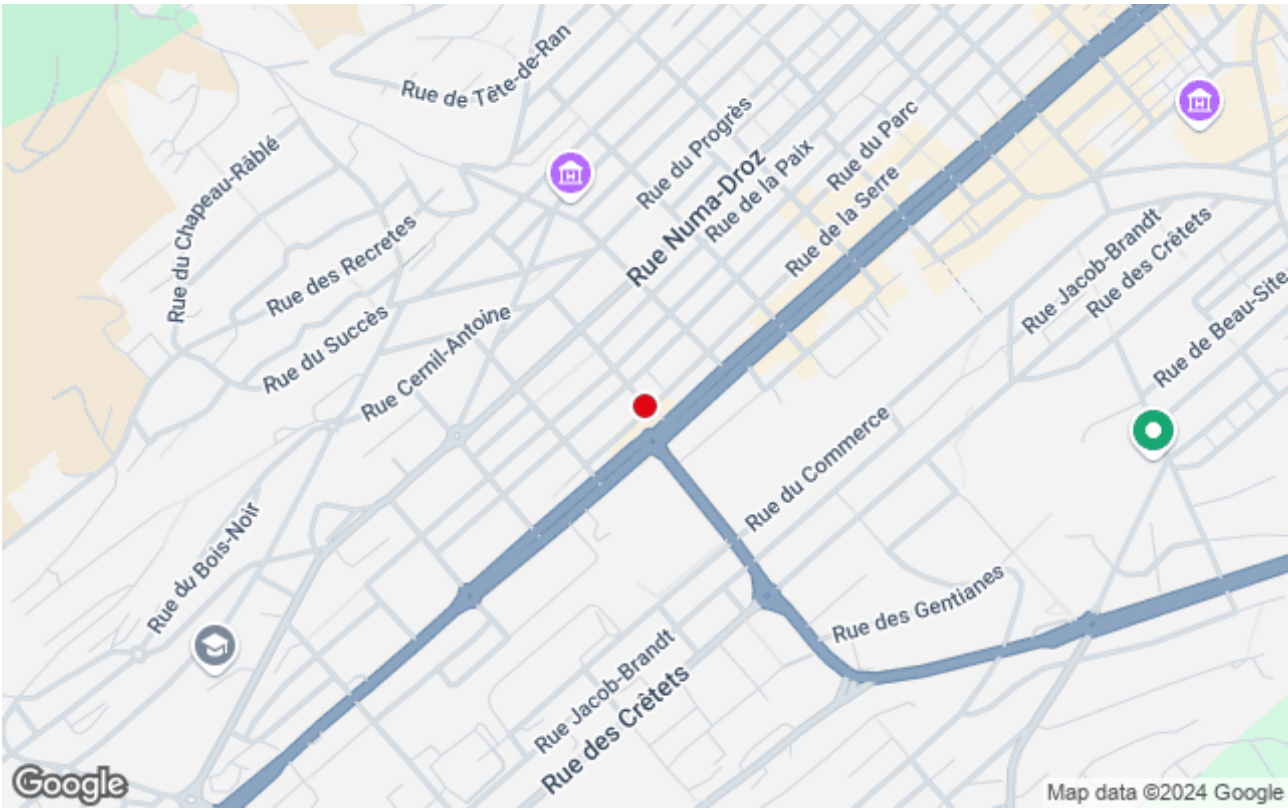 Rue de Tête-de-Ran
Rue du Chapeau-Râblé
Rue du Progrès
Rue du Parc
Rue Numa-Droz
Rue de la Paix
Rue de la Serre
Rue des Recretes
Rue du Succès
Rue Cernil-Antoine
Rue Jacob-Brandt
Rue des Crêtets
Rue de Beau-Site
Rue du Commerce
Rue du Bois-Noir
Rue des Gentianes
Rue Jacob-Brandt
Rue des Crêtets
Google
Map data ©2024 Google